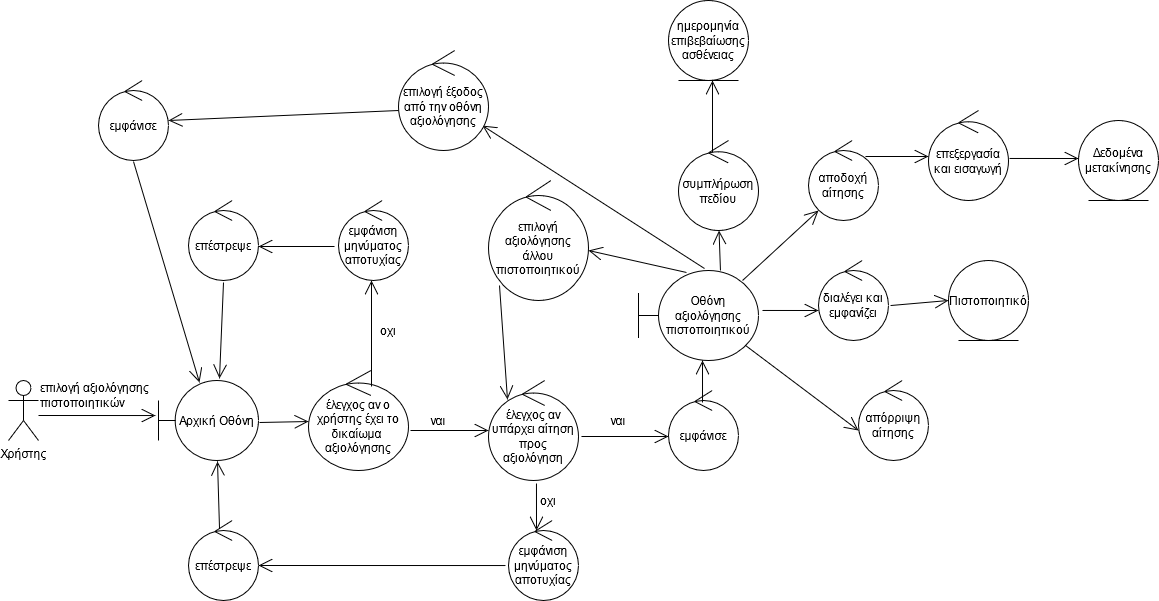 ημερομηνία
επιβεβαίωσης
ασθένειας
επιλογή έξοδος
από την οθόνη
αξιολόγησης
εμφάνισε
συμπλήρωση
πεδίου
αποδοχή
αίτησης
επεξεργασία
και εισαγωγή
Δεδομένα
μετακίνησης
επέστρεψε
εμφάνιση
μηνύματος
αποτυχίας
επιλογή
αξιολόγησης
άλλου
πιστοποιητικού
Οθόνη
αξιολόγησης
πιστοποιητικού
διαλέγει και
εμφανίζει
Πιστοποιητικό
οχι
επιλογή αξιολόγησης
πιστοποιητικών
Χρήστης
Αρχική Οθόνη
έλεγχος αν ο
χρήστης έχει το
δικαίωμα
αξιολόγησης
ναι
έλεγχος αν
υπάρχει αίτηση
προς
αξιολόγηση
ναι
εμφάνισε
απόρριψη
αίτησης
οχι
επέστρεψε
εμφάνιση
μηνύματος
αποτυχίας